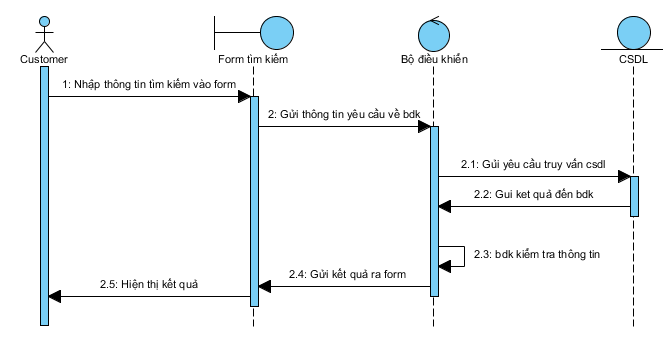 Customer
Form tìm kiếm
Bộ điều khiển
CSDL
1: Nhập thông tin tìm kiếm vào form
2: Gửi thông tin yêu cầu về bdk
2.1: Gủi yêu cầu truy vấn csdl
2.2: Gui ket quả đến bdk
2.3: bdk kiểm tra thông tin
2.4: Gửi kết quả ra form
2.5: Hiện thị kết quả